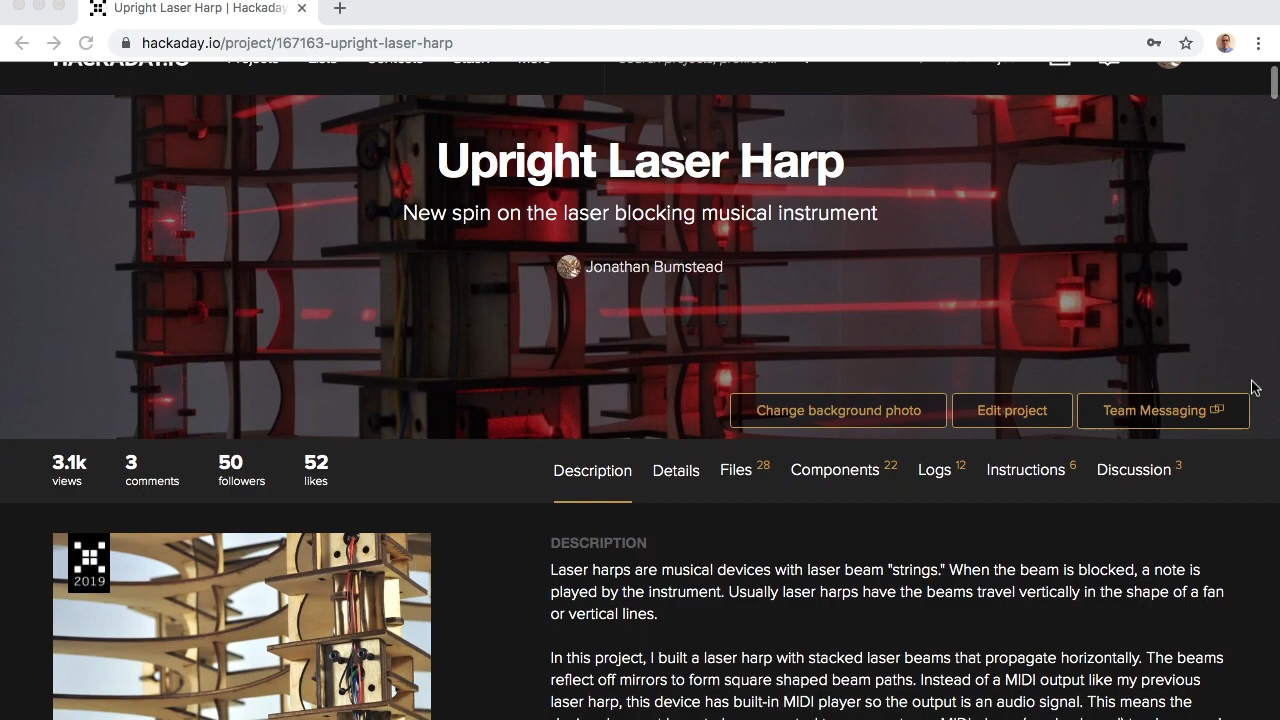 Upright Laser Harp | Hackaday
hackaday.io/project/167163-upright-laser-harp
HACKADAY.IO Projects Lists Contests Stack More Search projects, profiles ...
Upright Laser Harp
New spin on the laser blocking musical instrument
Jonathan Bumstead
Change background photo Edit project Team Messaging
3.1k 3 50 52
views comments followers likes
Description Details Files 28 Components 22 Logs 12 Instructions 6 Discussion 3
2019
DESCRIPTION
Laser harps are musical devices with laser beam "strings." When the beam is blocked, a note is
played by the instrument. Usually laser harps have the beams travel vertically in the shape of a fan
or vertical lines.
In this project, I built a laser harp with stacked laser beams that propagate horizontally. The beams
reflect off mirrors to form square shaped beam paths. Instead of a MIDI output like my previous
laser harp, this device has built-in MIDI player so the output is an audio signal. This means the